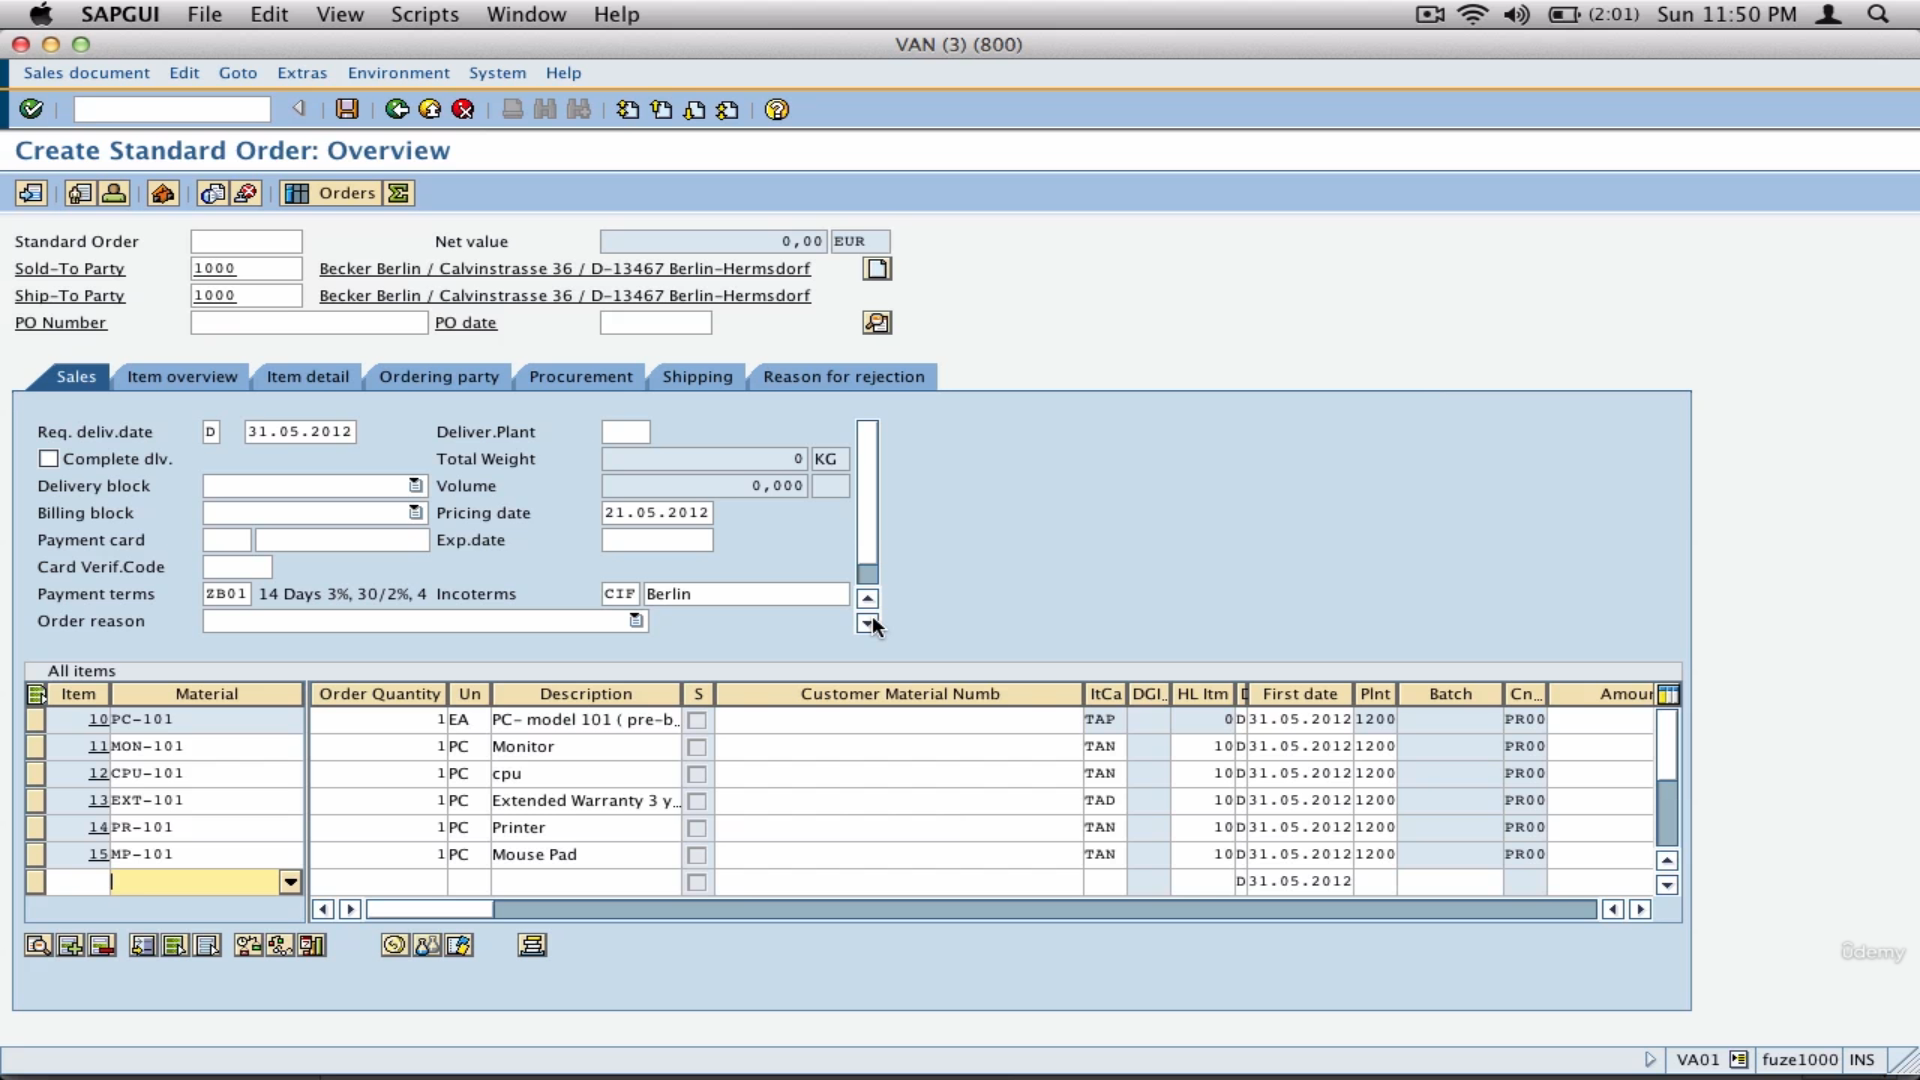 SAPGUI File Edit View Scripts Window Help (2:01) Sun 11:50 PM
VAN (3) (800)
Sales document Edit Goto Extras Environment System Help
Create Standard Order: Overview
Orders
Standard Order Net value 0,00 EUR
Sold-To Party 1000 Becker Berlin / Calvinstrasse 36 / D-13467 Berlin-Hermsdorf
Ship-To Party 1000 Becker Berlin / Calvinstrasse 36 / D-13467 Berlin-Hermsdorf
PO Number PO date
Sales Item overview Item detail Ordering party Procurement Shipping Reason for rejection
Req. deliv.date D 31.05.2012 Deliver.Plant
Complete dlv. Total Weight 0 KG
Delivery block Volume 0,000
Billing block Pricing date 21.05.2012
Payment card Exp.date
Card Verif.Code
Payment terms ZB01 14 Days 3%, 30/2%, 4 Incoterms CIF Berlin
Order reason
All items
Item Material Order Quantity Un Description S Customer Material Numb ItCa DGI.. HL Itm D First date Plnt Batch Cn.. Amour
10 PC-101 1 EA PC- model 101 ( pre-b.. TAP 0 D 31.05.2012 1200 PR00
11 MON-101 1 PC Monitor TAN 10 D 31.05.2012 1200 PR00
12 CPU-101 1 PC cpu TAN 10 D 31.05.2012 1200 PR00
13 EXT-101 1 PC Extended Warranty 3 y.. TAD 10 D 31.05.2012 1200 PR00
14 PR-101 1 PC Printer TAN 10 D 31.05.2012 1200 PR00
15 MP-101 1 PC Mouse Pad TAN 10 D 31.05.2012 1200 PR00
D 31.05.2012
udemy
VA01 fuze1000 INS